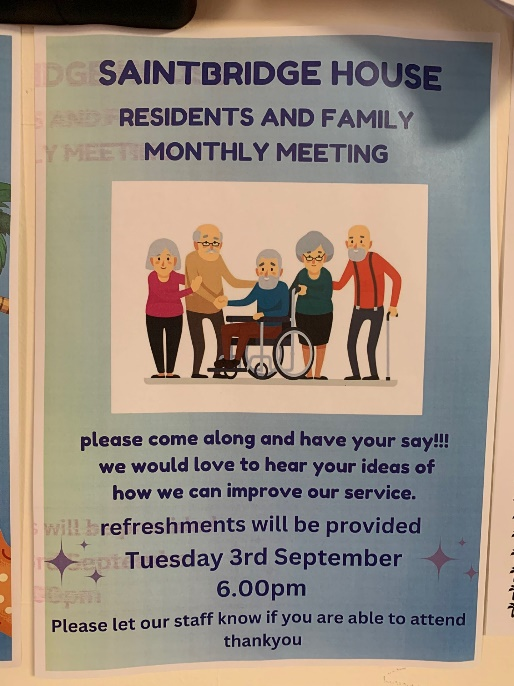 SAINTBRIDGE HOUSE
RESIDENTS AND FAMILY
MONTHLY MEETING
please come along and have your say!!!
we would love to hear your ideas of
how we can improve our service.
refreshments will be provided
Tuesday 3rd September
6.00pm
Please let our staff know if you are able to attend
thankyou